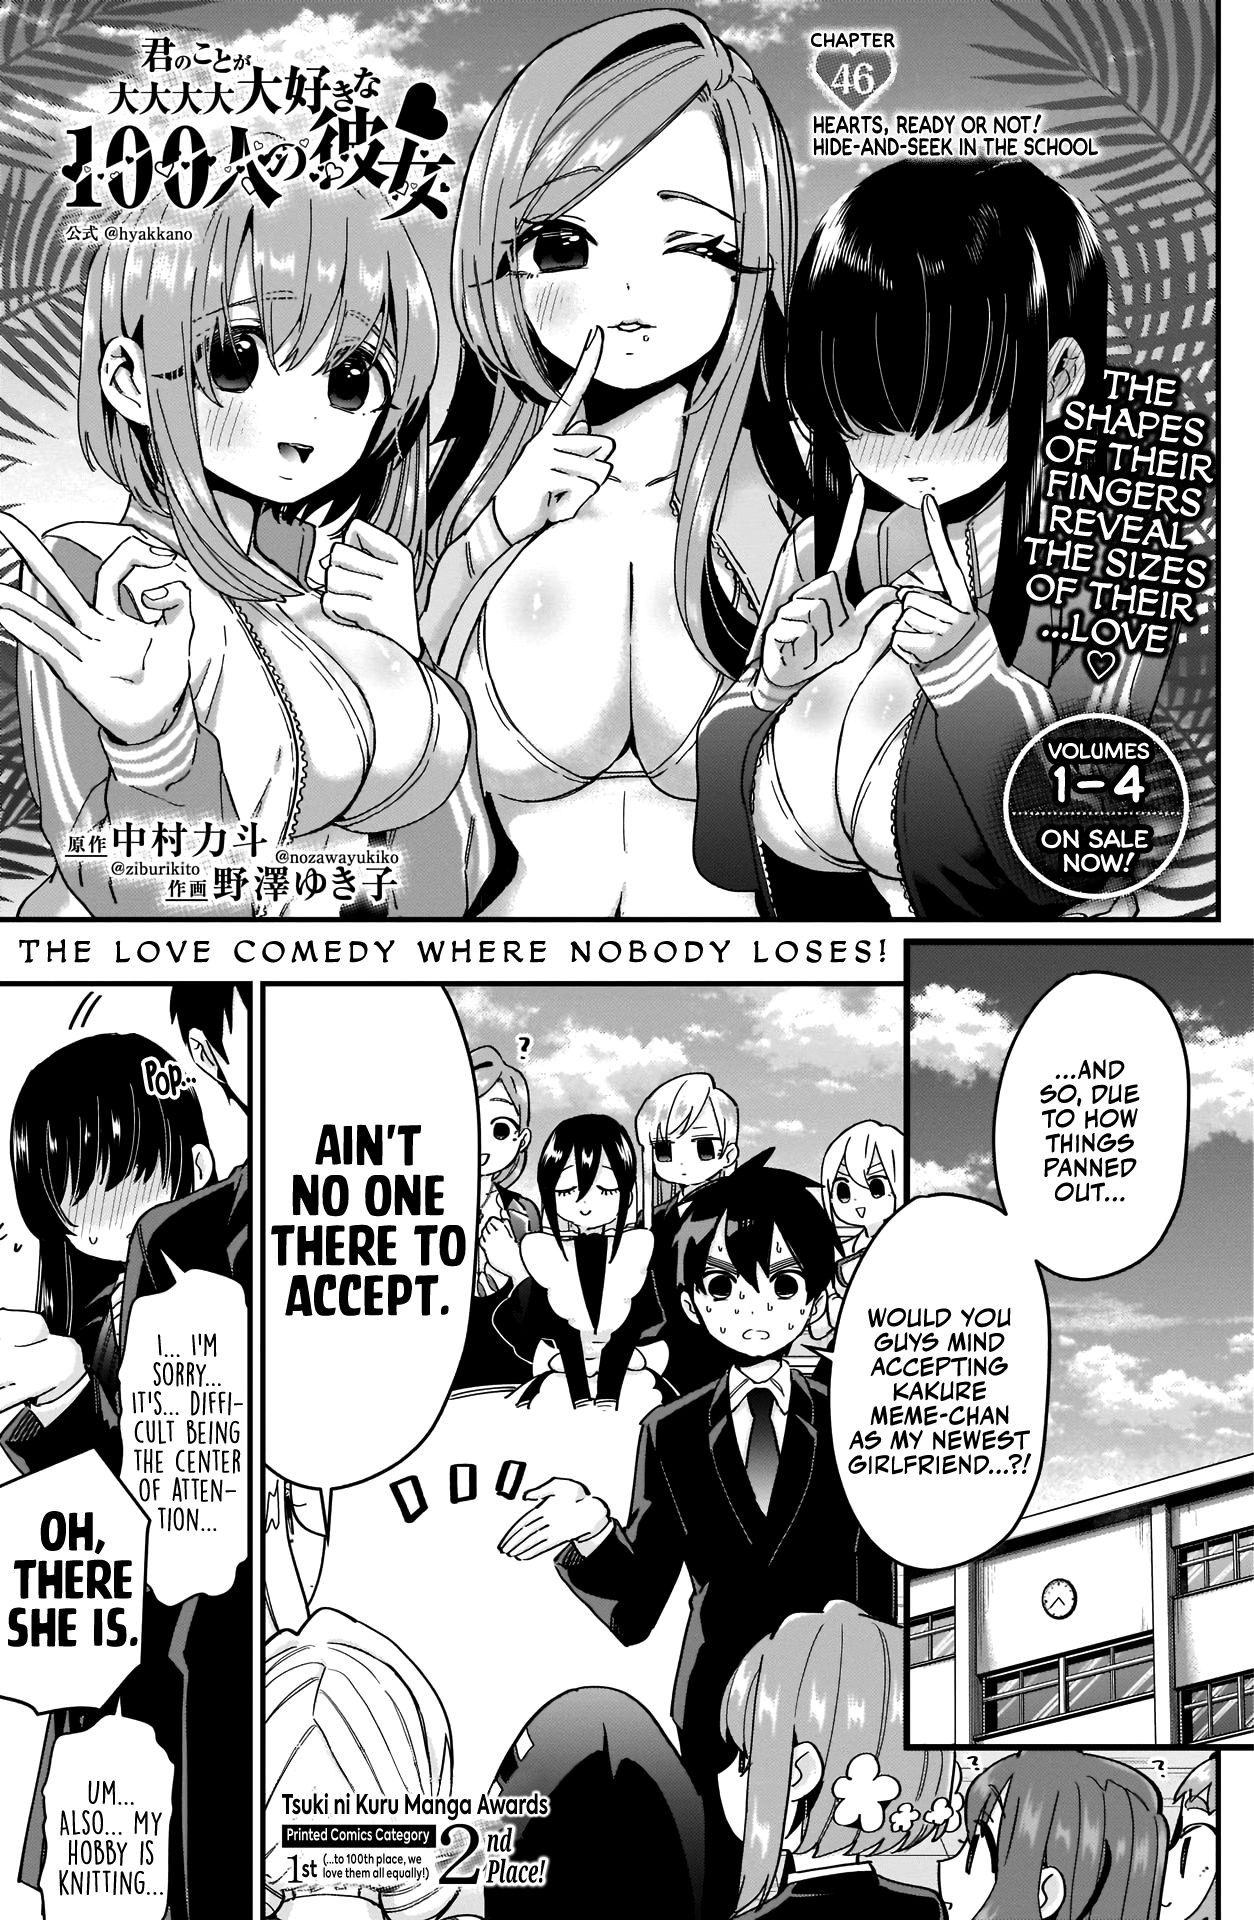 君のことが
大大大大大好きな
100人の彼女
公式 @hyakkano
CHAPTER
46
HEARTS, READY OR NOT!
HIDE-AND-SEEK IN THE SCHOOL
THE
SHAPES
OF THEIR
FINGERS
REVEAL
THE SIZES
OF THEIR
...LOVE
♡
VOLUMES
1-4
ON SALE
NOW!
原作 中村力斗
@ziburikito
@nozawayukiko
作画 野澤ゆき子
THE LOVE COMEDY WHERE NOBODY LOSES!
...AND
SO, DUE
TO HOW
THINGS
PANNED
OUT...
WOULD YOU
GUYS MIND
ACCEPTING
KAKURE
MEME-CHAN
AS MY NEWEST
GIRLFRIEND...?!
?
AIN'T
NO ONE
THERE TO
ACCEPT.
?
?
POP...
I... I'M
SORRY...
IT'S... DIFFI-
CULT BEING
THE CENTER
OF ATTEN-
TION...
OH,
THERE
SHE IS.
UM...
ALSO... MY
HOBBY IS
KNITTING...
Tsuki ni Kuru Manga Awards
Printed Comics Category
2nd
Place!
1st (...to 100th place, we
love them all equally!)